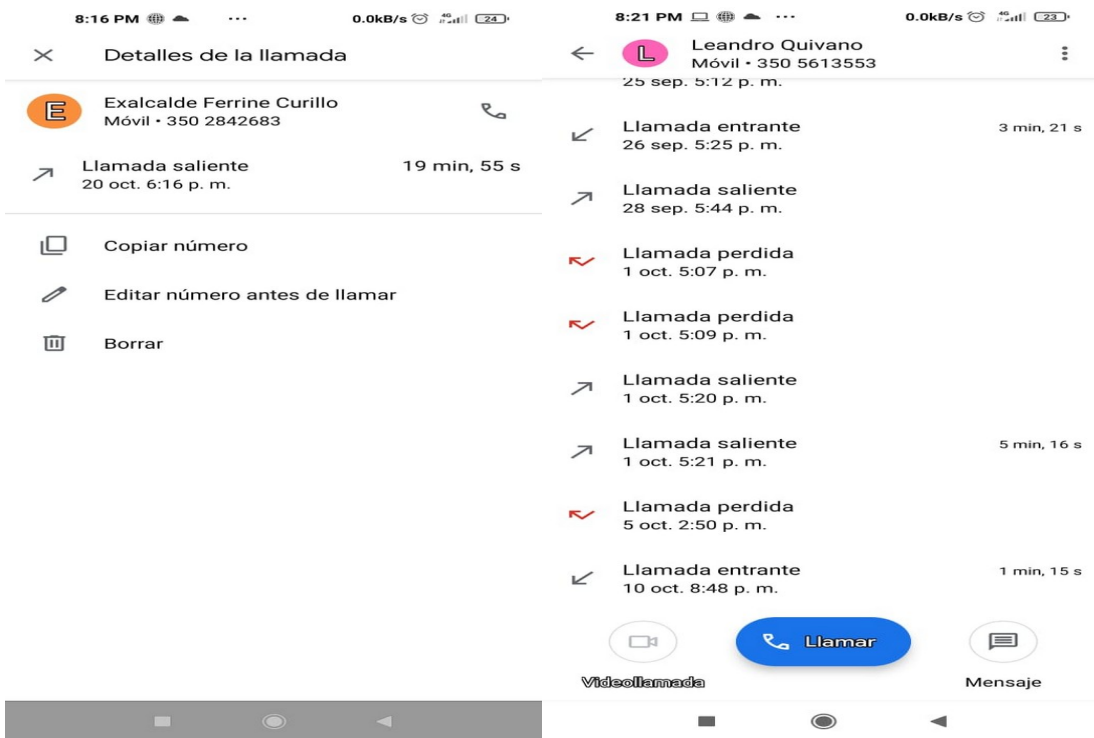 8:16 PM ... 0.0kB/s 4G 24
Detalles de la llamada
E
Exalcalde Ferrine Curillo
Móvil • 350 2842683
Llamada saliente 19 min, 55 s
20 oct. 6:16 p. m.
Copiar número
Editar número antes de llamar
Borrar
8:21 PM ... 0.0kB/s 4G 23
L
Leandro Quivano
Móvil • 350 5613553
25 sep. 5:12 p. m.
Llamada entrante 3 min, 21 s
26 sep. 5:25 p. m.
Llamada saliente
28 sep. 5:44 p. m.
Llamada perdida
1 oct. 5:07 p. m.
Llamada perdida
1 oct. 5:09 p. m.
Llamada saliente
1 oct. 5:20 p. m.
Llamada saliente 5 min, 16 s
1 oct. 5:21 p. m.
Llamada perdida
5 oct. 2:50 p. m.
Llamada entrante 1 min, 15 s
10 oct. 8:48 p. m.
Llamar
Videollamada Mensaje